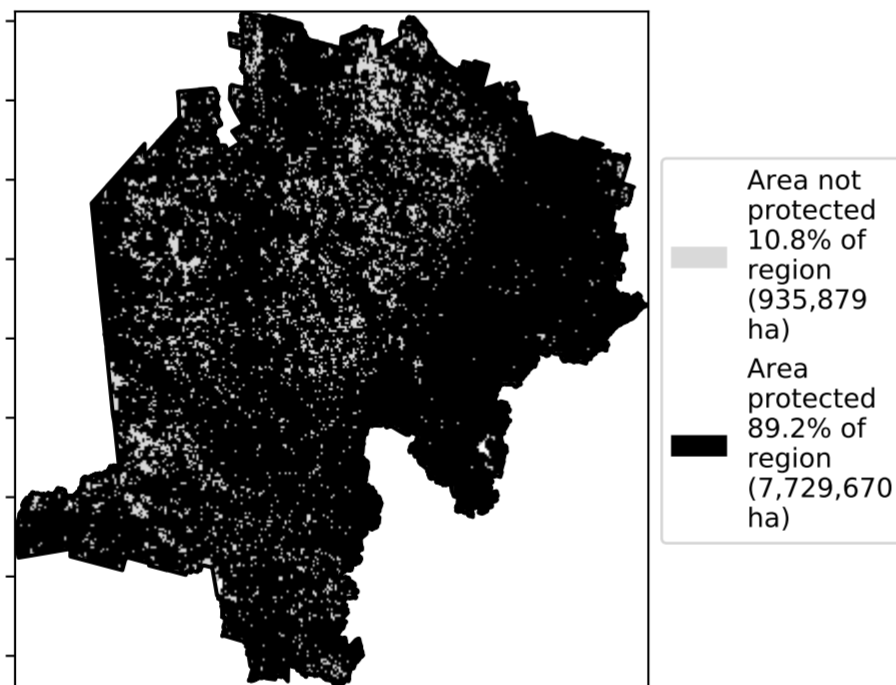 Area not
protected
10.8% of
region
(935,879
ha)
Area
protected
89.2% of
region
(7,729,670
ha)